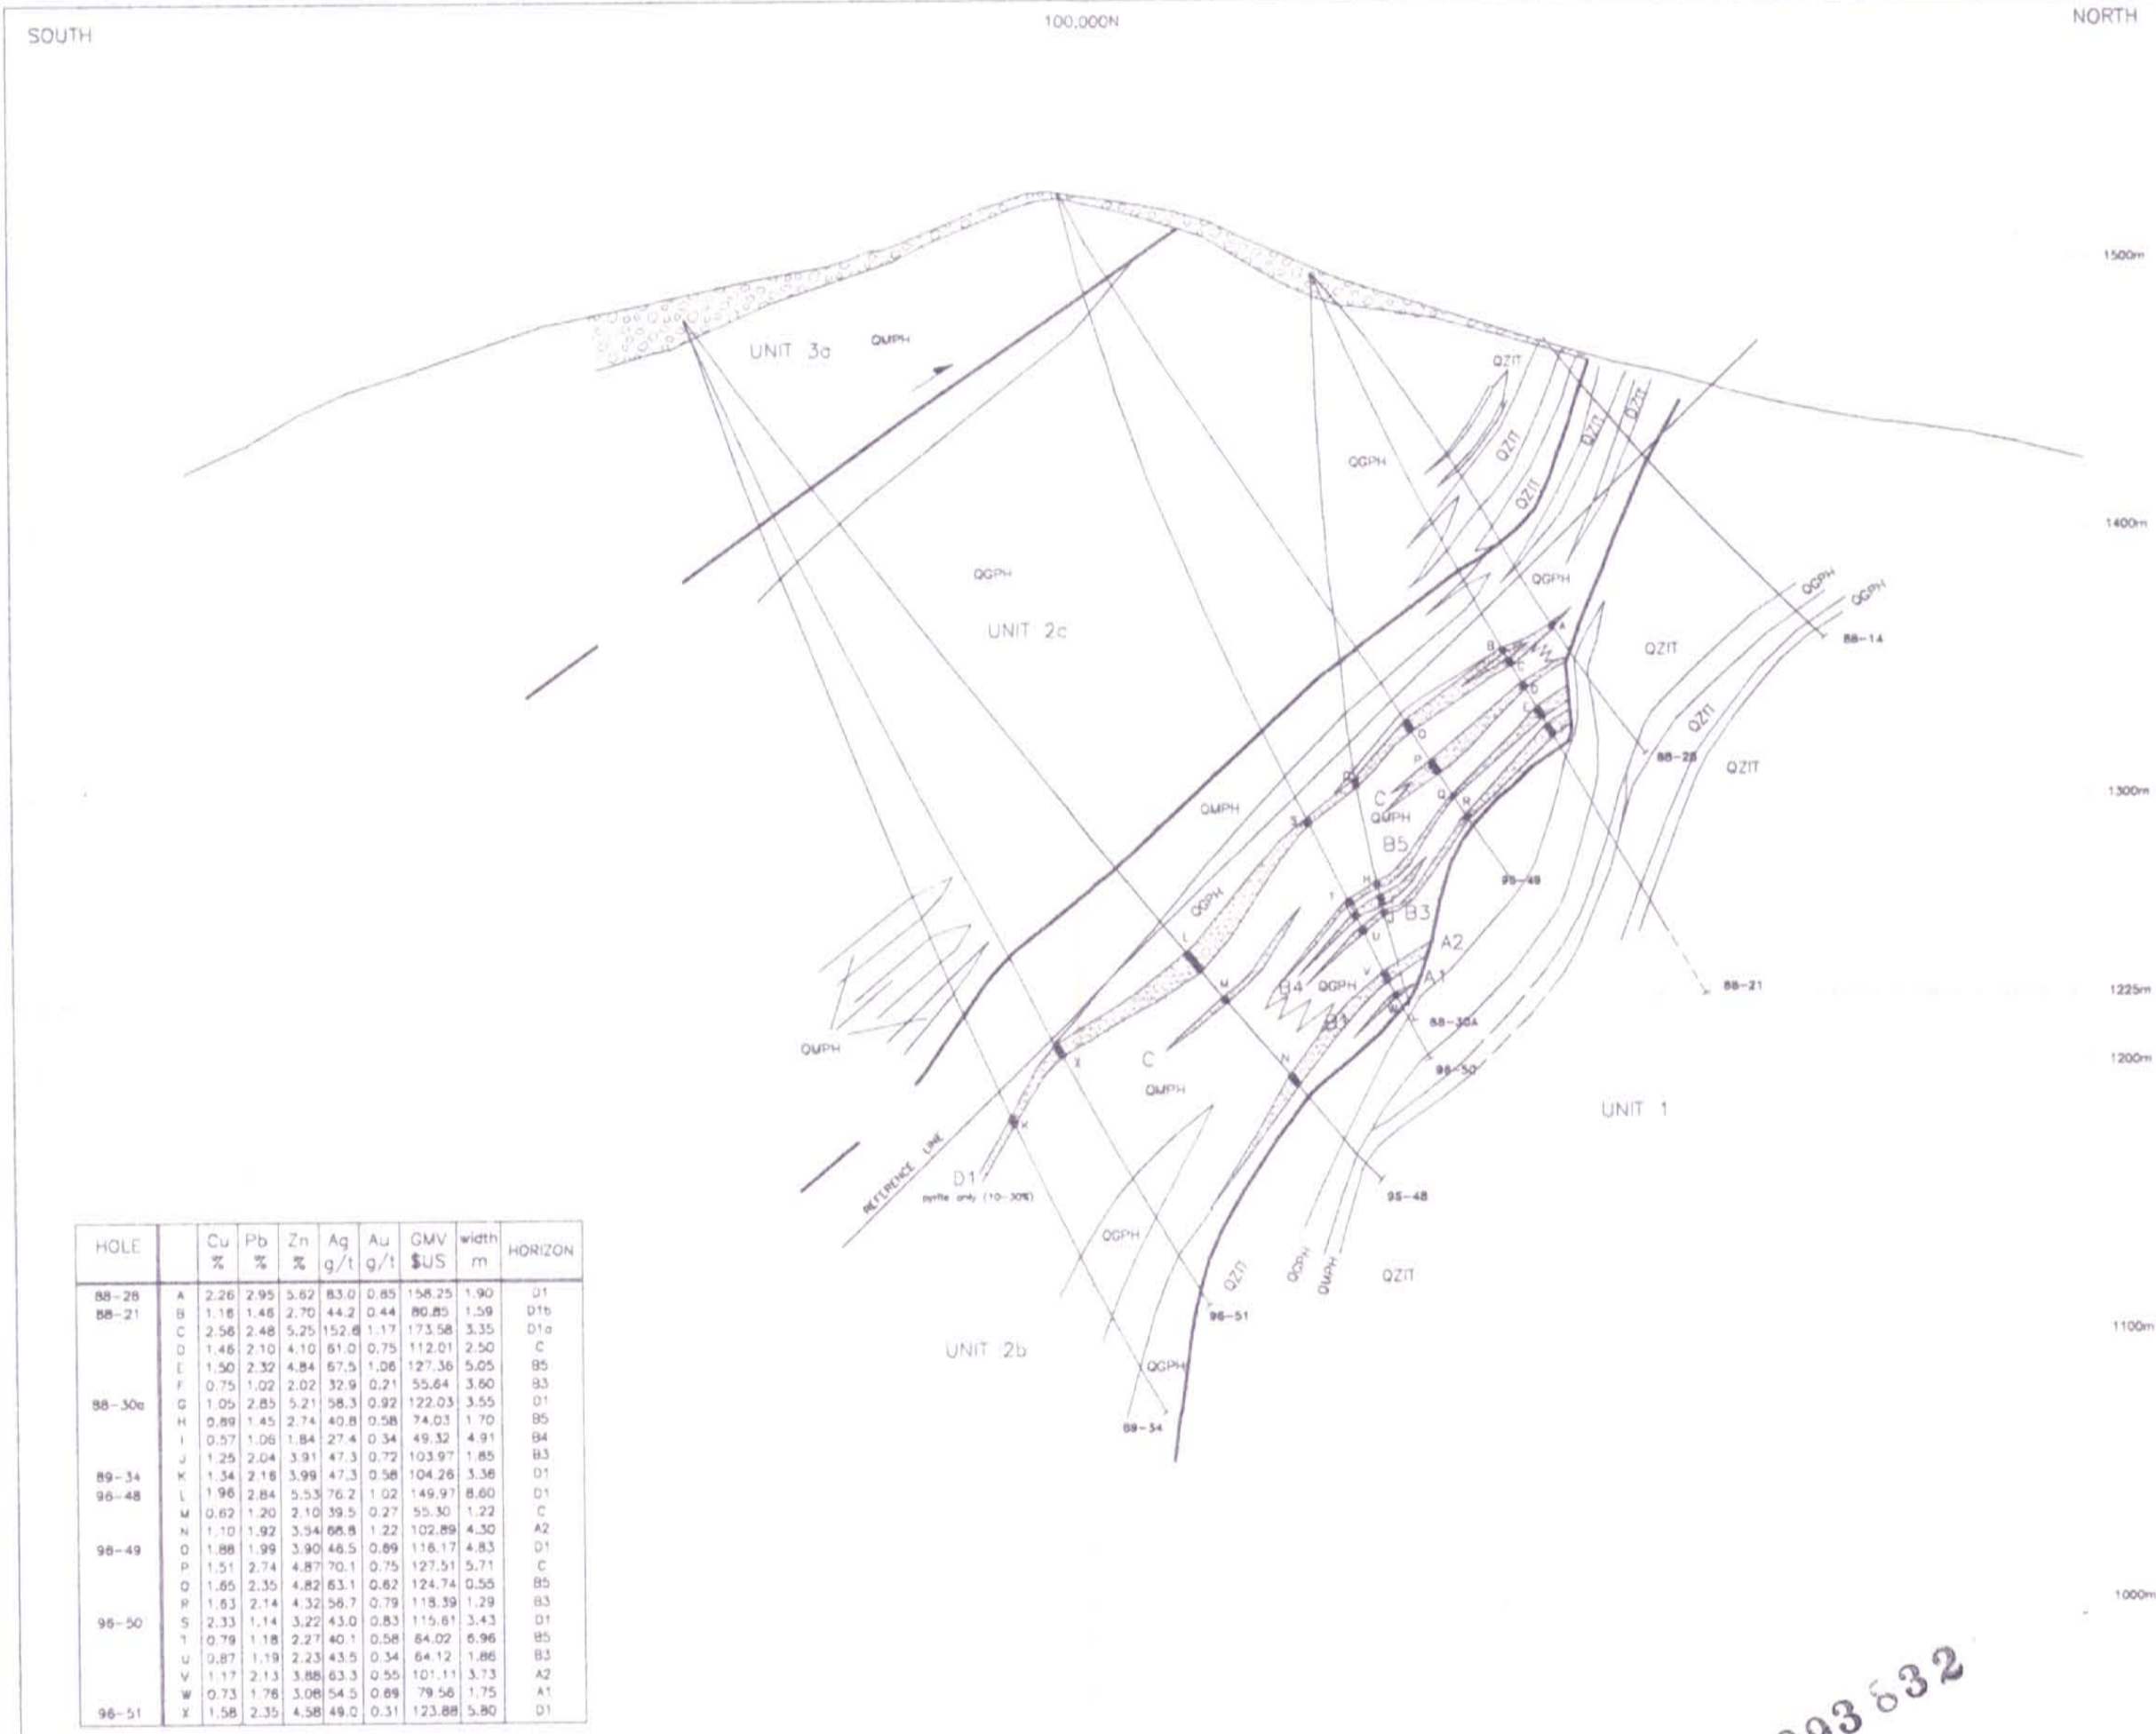 SOUTH
100,000N
NORTH
1500m
UNIT 3a
QMPH
QZIT
QZIT
QZIT
QZIT
QGPH
QZIT
1400m
QGPH
QGPH
QGPH
QGPH
UNIT 2c
A
88-14
B
QZIT
C
D
E
QZIT
O
88-28
P
QZIT
1300m
C
QMPH
Q
R
S
QMPH
B5
H
95-49
QGPH
T
J
B3
L
U
A2
V
A1
M
B4
QGPH
88-21
1225m
B1
88-30A
QMPH
N
X
C
96-50
1200m
QMPH
UNIT 1
K
REFERENCE LINE
D1
pyrite only (10-30%)
95-48
QGPH
QZIT
QGPH
QMPH
QZIT
96-51
1100m
UNIT 2b
QGPH
89-34
1000m
HOLE Cu % Pb % Zn % Ag g/t Au g/t GMV $US width m HORIZON
88-28 A 2.26 2.95 5.62 83.0 0.85 158.25 1.90 D1
88-21 B 1.16 1.46 2.70 44.2 0.44 80.85 1.59 D1b
C 2.56 2.48 5.25 152.6 1.17 173.58 3.35 D1a
D 1.46 2.10 4.10 61.0 0.75 112.01 2.50 C
E 1.50 2.32 4.84 67.5 1.06 127.36 5.05 B5
F 0.75 1.02 2.02 32.9 0.21 55.64 3.60 B3
88-30a G 1.05 2.85 5.21 58.3 0.92 122.03 3.55 D1
H 0.89 1.45 2.74 40.8 0.58 74.03 1.70 B5
I 0.57 1.06 1.84 27.4 0.34 49.32 4.91 B4
J 1.25 2.04 3.91 47.3 0.72 103.97 1.85 B3
89-34 K 1.34 2.16 3.99 47.3 0.58 104.26 3.36 D1
96-48 L 1.96 2.84 5.53 76.2 1.02 149.97 8.60 D1
M 0.62 1.20 2.10 39.5 0.27 55.30 1.22 C
N 1.10 1.92 3.54 68.8 1.22 102.89 4.30 A2
96-49 O 1.88 1.99 3.90 46.5 0.89 116.17 4.83 D1
P 1.51 2.74 4.87 70.1 0.75 127.51 5.71 C
Q 1.65 2.35 4.82 63.1 0.62 124.74 0.55 B5
R 1.63 2.14 4.32 56.7 0.79 118.39 1.29 B3
96-50 S 2.33 1.14 3.22 43.0 0.83 115.61 3.43 D1
T 0.79 1.18 2.27 40.1 0.58 64.02 6.96 B5
U 0.87 1.19 2.23 43.5 0.34 64.12 1.86 B3
V 1.17 2.13 3.88 63.3 0.55 101.11 3.73 A2
W 0.73 1.76 3.08 54.5 0.69 79.56 1.75 A1
96-51 X 1.58 2.35 4.58 49.0 0.31 123.88 5.80 D1